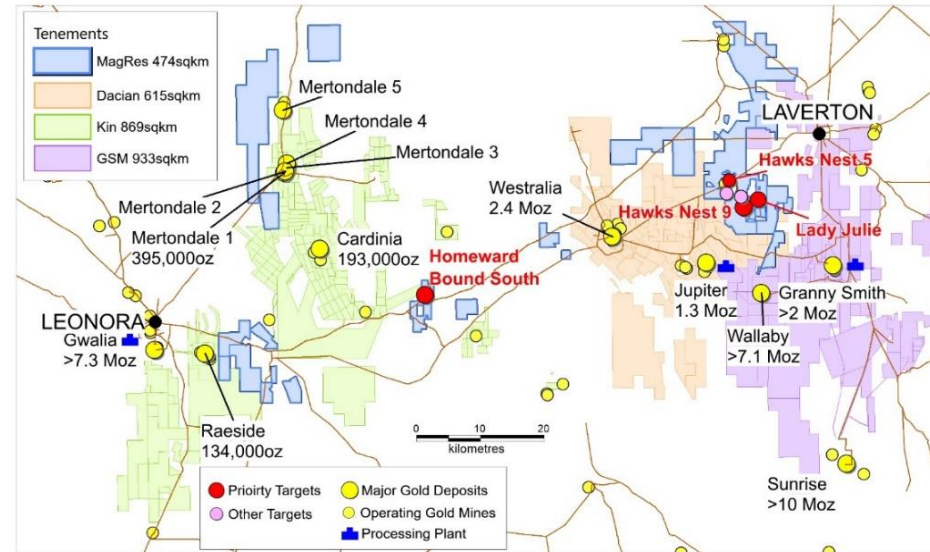 Tenements
MagRes 474sqkm
Dacian 615sqkm
Kin 869sqkm
GSM 933sqkm
Mertondale 5
Mertondale 4
Mertondale 3
Mertondale 2
Mertondale 1
395,000oz
Cardinia
193,000oz
Homeward
Bound South
LEONORA
Gwalia
>7.3 Moz
Raeside
134,000oz
Westralia
2.4 Moz
LAVERTON
Hawks Nest 5
Hawks Nest 9
Lady Julie
Jupiter
1.3 Moz
Granny Smith
>2 Moz
Wallaby
>7.1 Moz
Sunrise
>10 Moz
0 10 20
kilometres
Prioirty Targets
Other Targets
Major Gold Deposits
Operating Gold Mines
Processing Plant